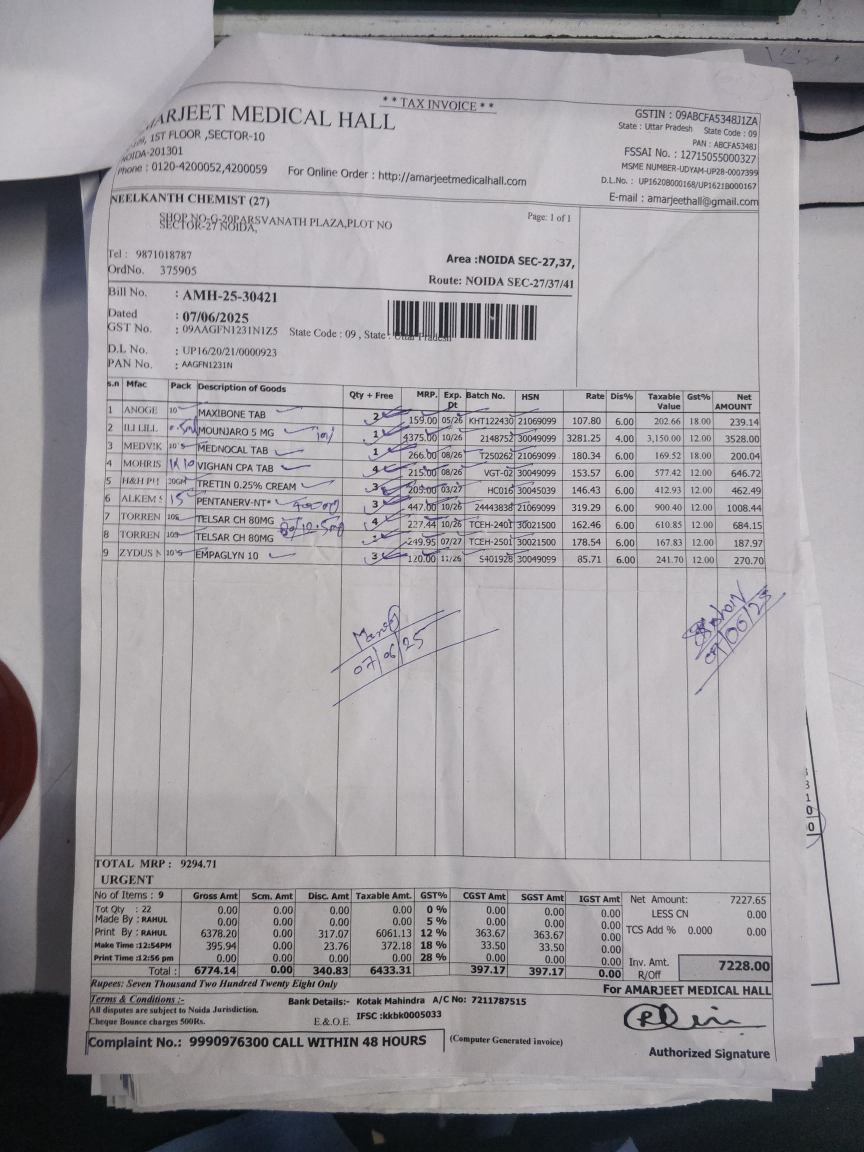 * * TAX INVOICE * *
ARJEET MEDICAL HALL
1ST FLOOR ,SECTOR-10
NOIDA-201301
Phone : 0120-4200052,4200059 For Online Order : http://amarjeetmedicalhall.com
GSTIN : 09ABCFA5348J1ZA
State : Uttar Pradesh State Code : 09
PAN : ABCFA5348J
FSSAI No. : 12715055000327
MSME NUMBER-UDYAM-UP28-0007399
D.L.No. : UP1620B000168/UP1621B000167
E-mail : amarjeethall@gmail.com
NEELKANTH CHEMIST (27)
SHOP NO-G-20PARSVANATH PLAZA,PLOT NO
SECTOR-27 NOIDA,
Page: 1 of 1
Tel : 9871018787
OrdNo. 375905
Area :NOIDA SEC-27,37,
Route: NOIDA SEC-27/37/41
Bill No. : AMH-25-30421
Dated : 07/06/2025
GST No. : 09AAGFN1231N1Z5 State Code : 09 , State : Uttar Pradesh
D.L No. : UP16/20/21/0000923
PAN No. : AAGFN1231N
s.n Mfac Pack Description of Goods Qty + Free MRP. Exp. Dt Batch No. HSN Rate Dis% Taxable Value Gst% Net AMOUNT
1 ANOGE 10' MAXIBONE TAB 2 159.00 05/26 KHT122430 21069099 107.80 6.00 202.66 18.00 239.14
2 ILI LILL .5ml MOUNJARO 5 MG 1 4375.00 10/26 2148752 30049099 3281.25 4.00 3,150.00 12.00 3528.00
3 MEDVIK 10'S MEDNOCAL TAB 1 266.00 08/26 T250262 21069099 180.34 6.00 169.52 18.00 200.04
4 MOHRIS 1X10 VIGHAN CPA TAB 4 215.00 08/26 VGT-02 30049099 153.57 6.00 577.42 12.00 646.72
5 H&H P 20GM TRETIN 0.25% CREAM 3 205.00 03/27 HC016 30045039 146.43 6.00 412.93 12.00 462.49
6 ALKEM 15' PENTANERV-NT* 3 447.00 10/26 24443838 21069099 319.29 6.00 900.40 12.00 1008.44
7 TORREN 10S TELSAR CH 80MG 4 227.44 10/26 TCEH-2401 30021500 162.46 6.00 610.85 12.00 684.15
80/12.5mg
8 TORREN 10S TELSAR CH 80MG 249.95 07/27 TCEH-2501 30021500 178.54 6.00 167.83 12.00 187.97
9 ZYDUS N 10'S EMPAGLYN 10 3 120.00 11/26 S401928 30049099 85.71 6.00 241.70 12.00 270.70
Manoj
07/06/25
TOTAL MRP : 9294.71
URGENT
No of Items : 9 Gross Amt Scm. Amt Disc. Amt Taxable Amt. GST% CGST Amt SGST Amt IGST Amt
Tot Qty : 22 0.00 0.00 0.00 0.00 0 % 0.00 0.00 0.00
Made By : RAHUL 0.00 0.00 0.00 0.00 5 % 0.00 0.00 0.00
Print By : RAHUL 6378.20 0.00 317.07 6061.13 12 % 363.67 363.67 0.00
Make Time :12:54PM 395.94 0.00 23.76 372.18 18 % 33.50 33.50 0.00
Print Time :12:56 pm 0.00 0.00 0.00 0.00 28 % 0.00 0.00 0.00
Total : 6774.14 0.00 340.83 6433.31 397.17 397.17 0.00
Net Amount: 7227.65
LESS CN 0.00
TCS Add % 0.000 0.00
Inv. Amt. 7228.00
R/Off
Rupees: Seven Thousand Two Hundred Twenty Eight Only
For AMARJEET MEDICAL HALL
Terms & Conditions :-
All disputes are subject to Noida Jurisdiction.
Cheque Bounce charges 500Rs.
E.& O.E.
Bank Details:- Kotak Mahindra A/C No: 7211787515
IFSC :kkbk0005033
Complaint No.: 9990976300 CALL WITHIN 48 HOURS
(Computer Generated invoice)
Authorized Signature